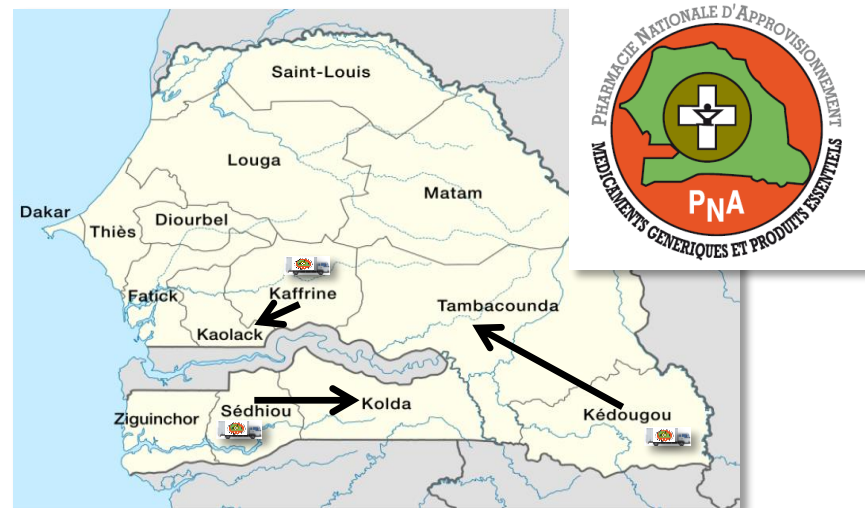 PHARMACIE NATIONALE D'APPROVISIONNEMENT
PNA
MEDICAMENTS GENERIQUES ET PRODUITS ESSENTIELS
Saint-Louis
Louga
Matam
Dakar
Thiès
Diourbel
Fatick
Kaffrine
Tambacounda
Kaolack
Ziguinchor
Sédhiou
Kolda
Kédougou